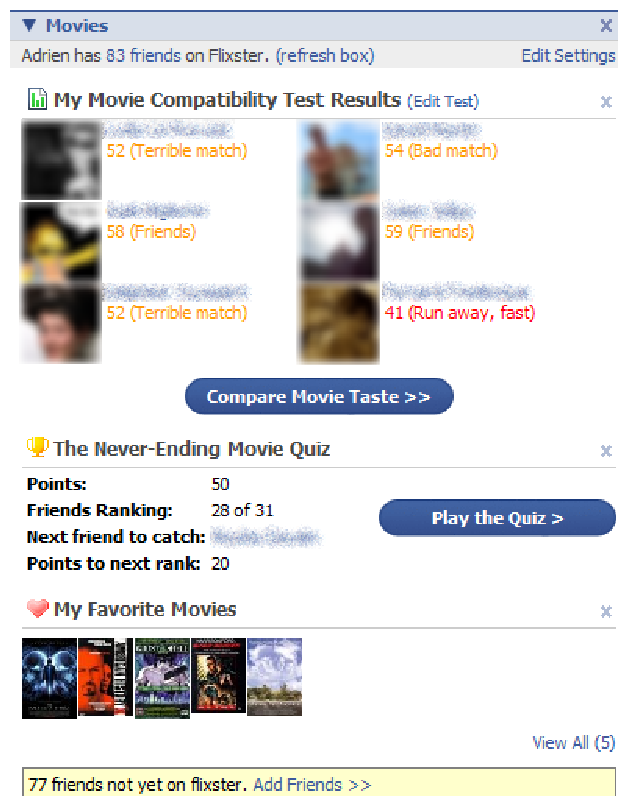 Movies
Adrien has 83 friends on Flixster. (refresh box) Edit Settings
My Movie Compatibility Test Results (Edit Test)
52 (Terrible match) 54 (Bad match)
58 (Friends) 59 (Friends)
52 (Terrible match) 41 (Run away, fast)
Compare Movie Taste >>
The Never-Ending Movie Quiz
Points: 50
Friends Ranking: 28 of 31
Play the Quiz >
Next friend to catch:
Points to next rank: 20
My Favorite Movies
View All (5)
77 friends not yet on flixster. Add Friends >>